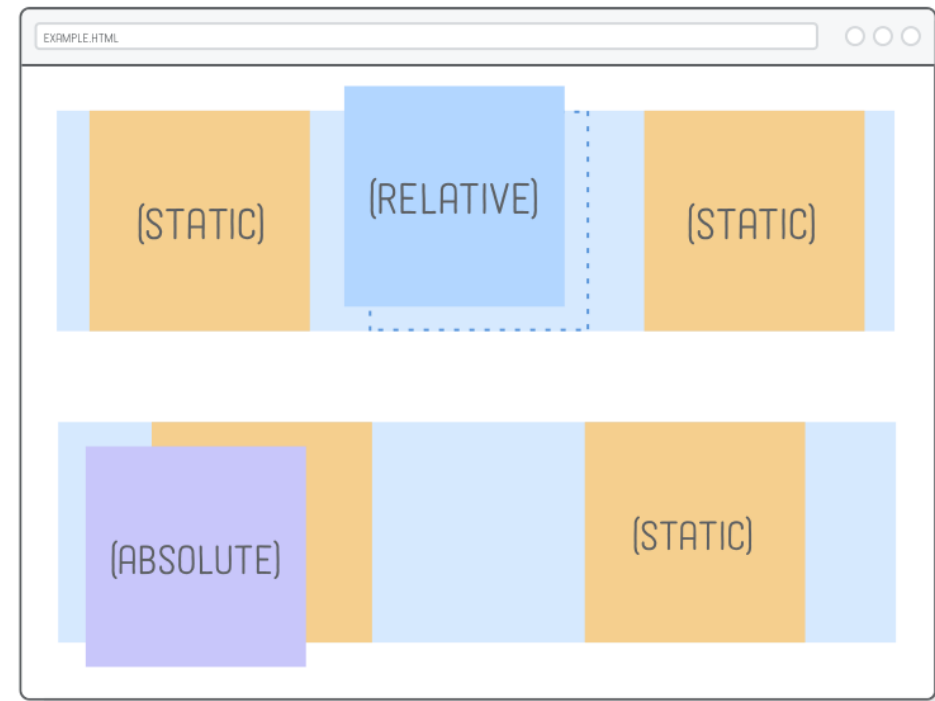 EXAMPLE.HTML
(STATIC)
(RELATIVE)
(STATIC)
(ABSOLUTE)
(STATIC)